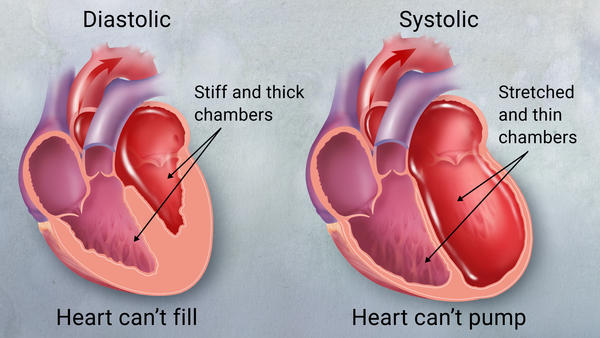 Diastolic
Systolic
Stiff and thick
chambers
Stretched
and thin
chambers
Heart can't fill
Heart can't pump